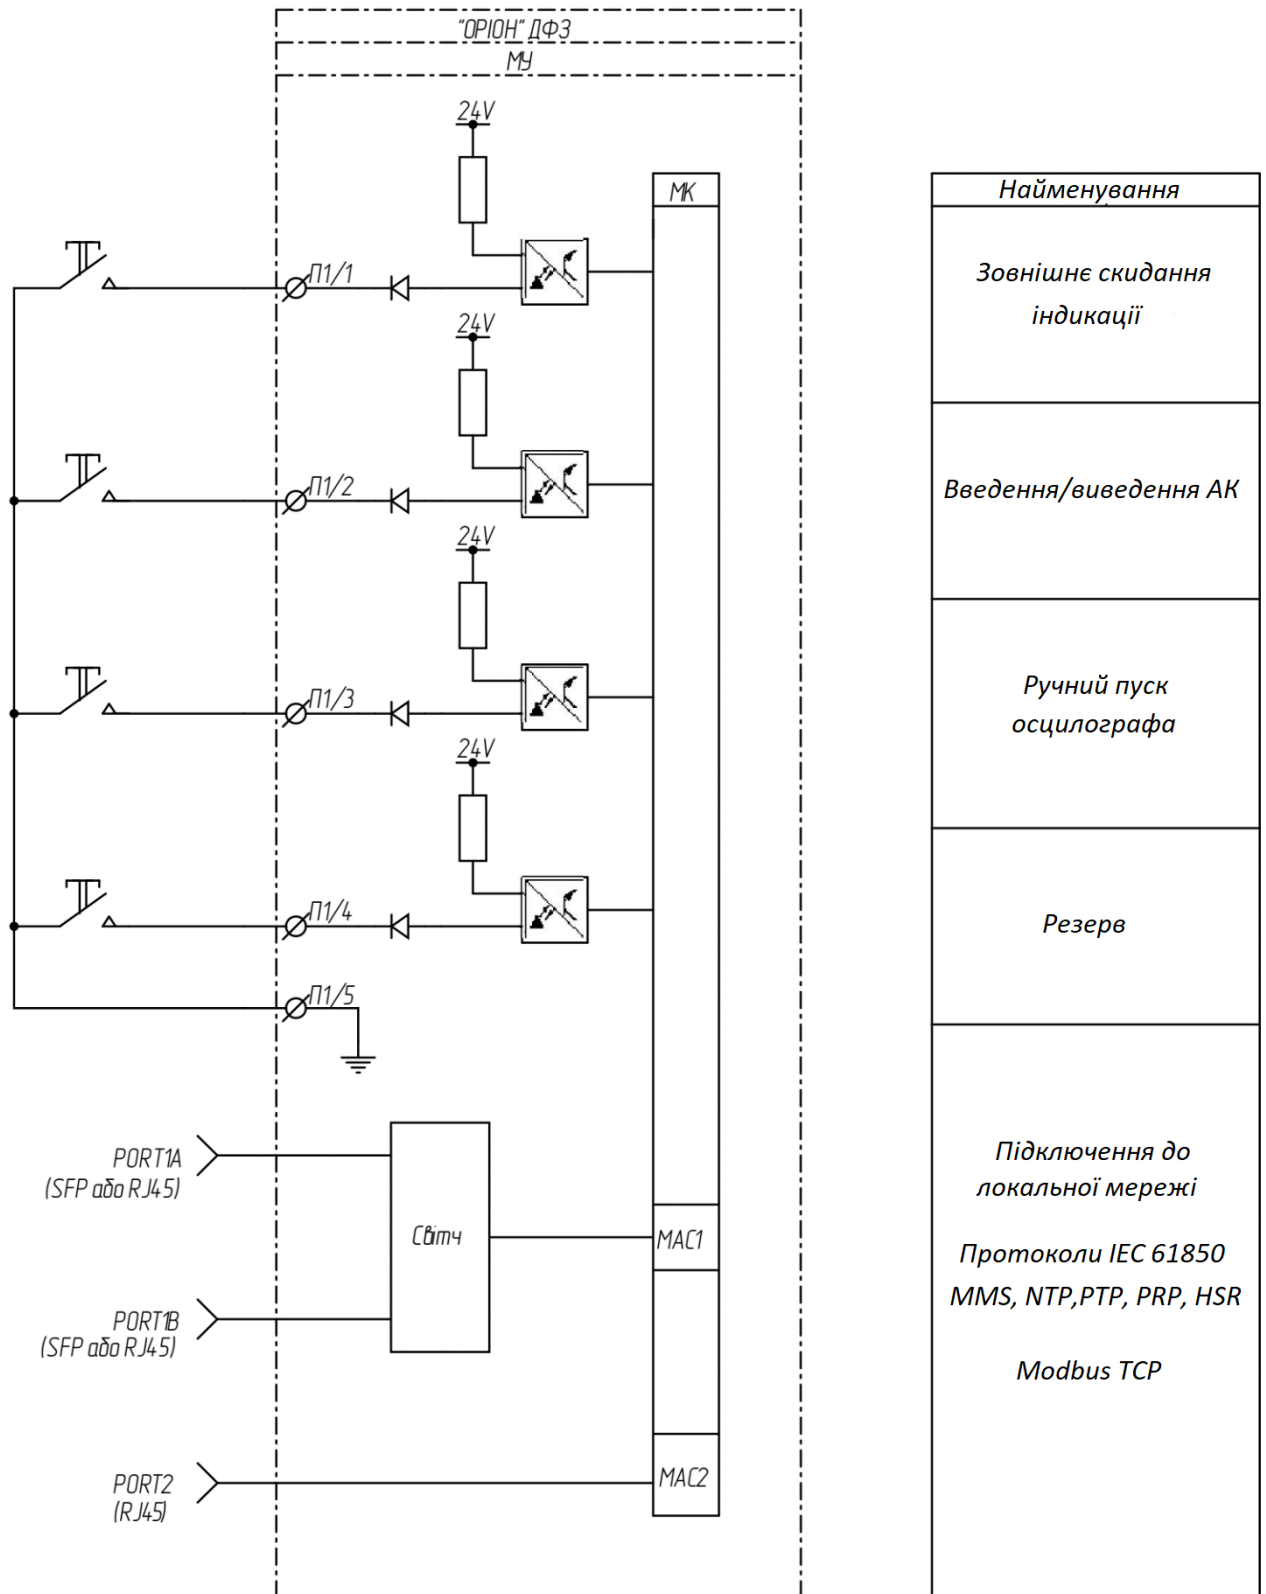 "ОРІОН" ДФЗ
МУ
24V
МК
П1/1
24V
П1/2
24V
П1/3
24V
П1/4
П1/5
PORT1A
(SFP або RJ45)
Світч
MAC1
PORT1B
(SFP або RJ45)
PORT2
(RJ45)
MAC2
Найменування
Зовнішнє скидання
індикації
Введення/виведення АК
Ручний пуск
осцилографа
Резерв
Підключення до
локальної мережі
Протоколи IEC 61850
MMS, NTP,PTP, PRP, HSR
Modbus TCP